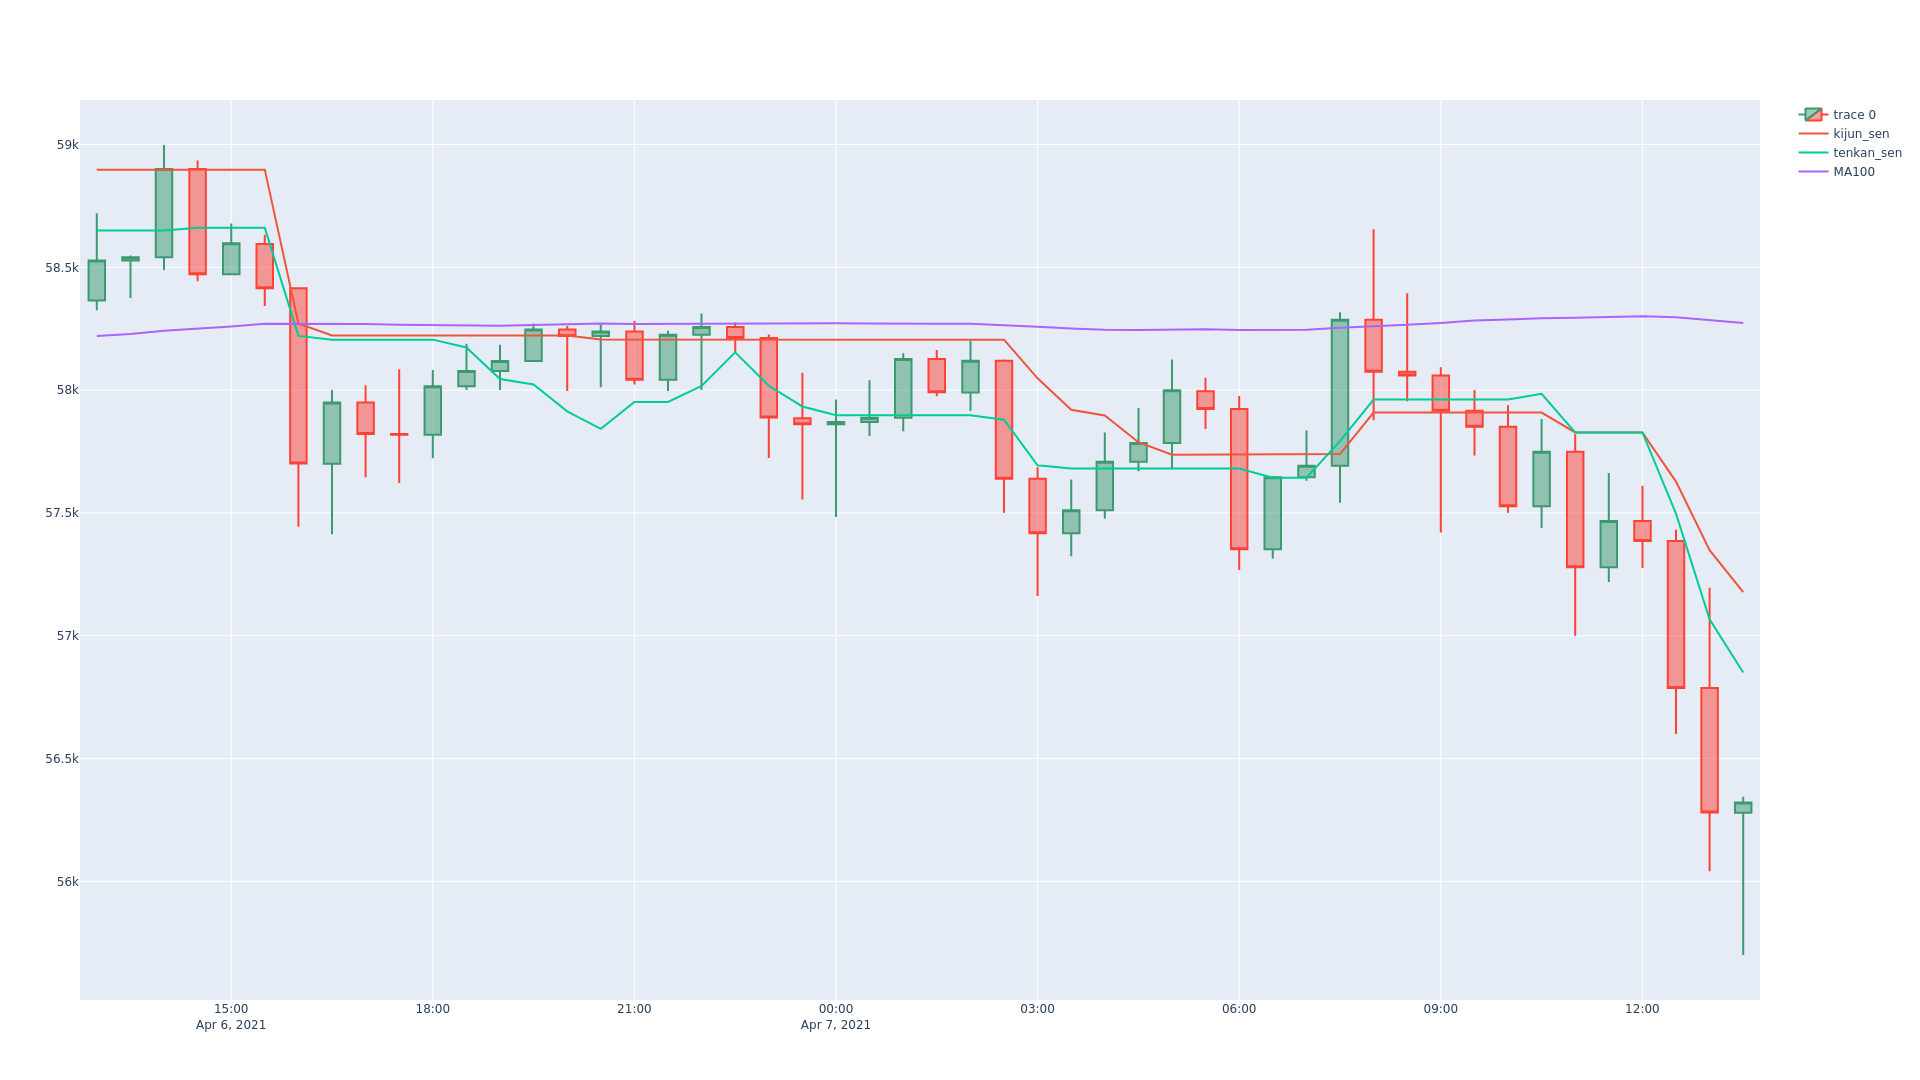 59k
58.5k
58k
57.5k
57k
56.5k
56k
15:00
Apr 6, 2021
18:00
21:00
00:00
Apr 7, 2021
03:00
06:00
09:00
12:00
trace 0
kijun_sen
tenkan_sen
MA100